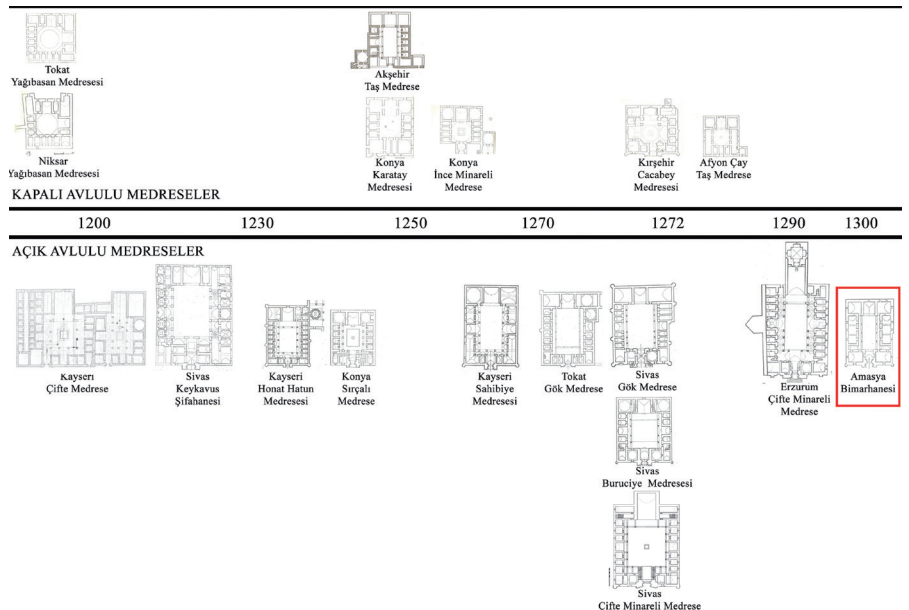 Tokat
Yağıbasan Medresesi
Akşehir
Taş Medrese
Niksar
Yağıbasan Medresesi
Konya
Karatay
Medresesi
Konya
İnce Minareli
Medrese
Kırşehir
Cacabey
Medresesi
Afyon Çay
Taş Medrese
KAPALI AVLULU MEDRESELER
1200 1230 1250 1270 1272 1290 1300
AÇIK AVLULU MEDRESELER
Kayseri
Çifte Medrese
Sivas
Keykavus
Şifahanesi
Kayseri
Honat Hatun
Medresesi
Konya
Sırçalı
Medrese
Kayseri
Sahibiye
Medresesi
Tokat
Gök Medrese
Sivas
Gök Medrese
Erzurum
Çifte Minareli
Medrese
Amasya
Bimarhanesi
Sivas
Buruciye Medresesi
Sivas
Çifte Minareli Medrese